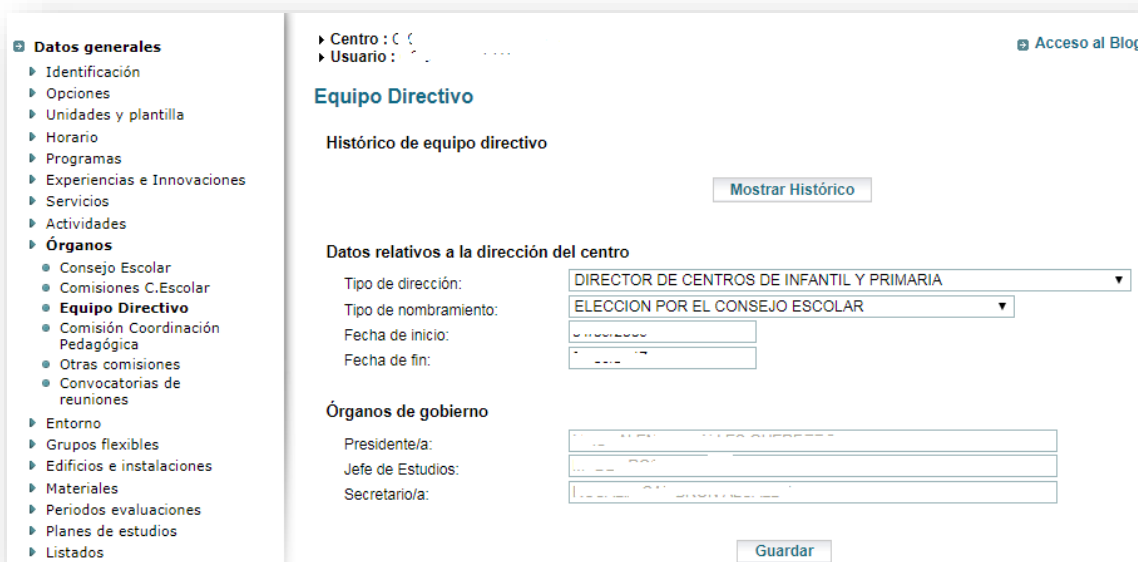 Datos generales
Identificación
Opciones
Unidades y plantilla
Horario
Programas
Experiencias e Innovaciones
Servicios
Actividades
Órganos
Consejo Escolar
Comisiones C.Escolar
Equipo Directivo
Comisión Coordinación
Pedagógica
Otras comisiones
Convocatorias de
reuniones
Entorno
Grupos flexibles
Edificios e instalaciones
Materiales
Periodos evaluaciones
Planes de estudios
Listados
Centro :
Usuario :
Acceso al Blog
Equipo Directivo
Histórico de equipo directivo
Mostrar Histórico
Datos relativos a la dirección del centro
Tipo de dirección: DIRECTOR DE CENTROS DE INFANTIL Y PRIMARIA
Tipo de nombramiento: ELECCION POR EL CONSEJO ESCOLAR
Fecha de inicio:
Fecha de fin:
Órganos de gobierno
Presidente/a:
Jefe de Estudios:
Secretario/a:
Guardar